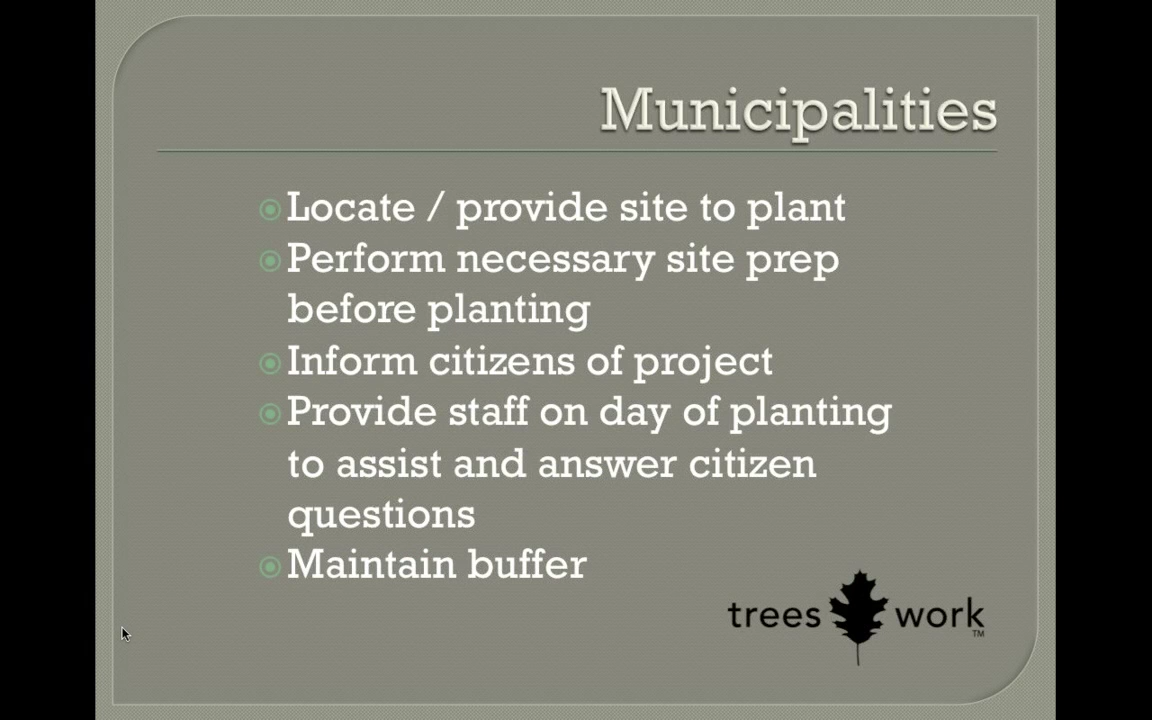 Municipalities
Locate / provide site to plant
Perform necessary site prep
before planting
Inform citizens of project
Provide staff on day of planting
to assist and answer citizen
questions
Maintain buffer
trees work
TM